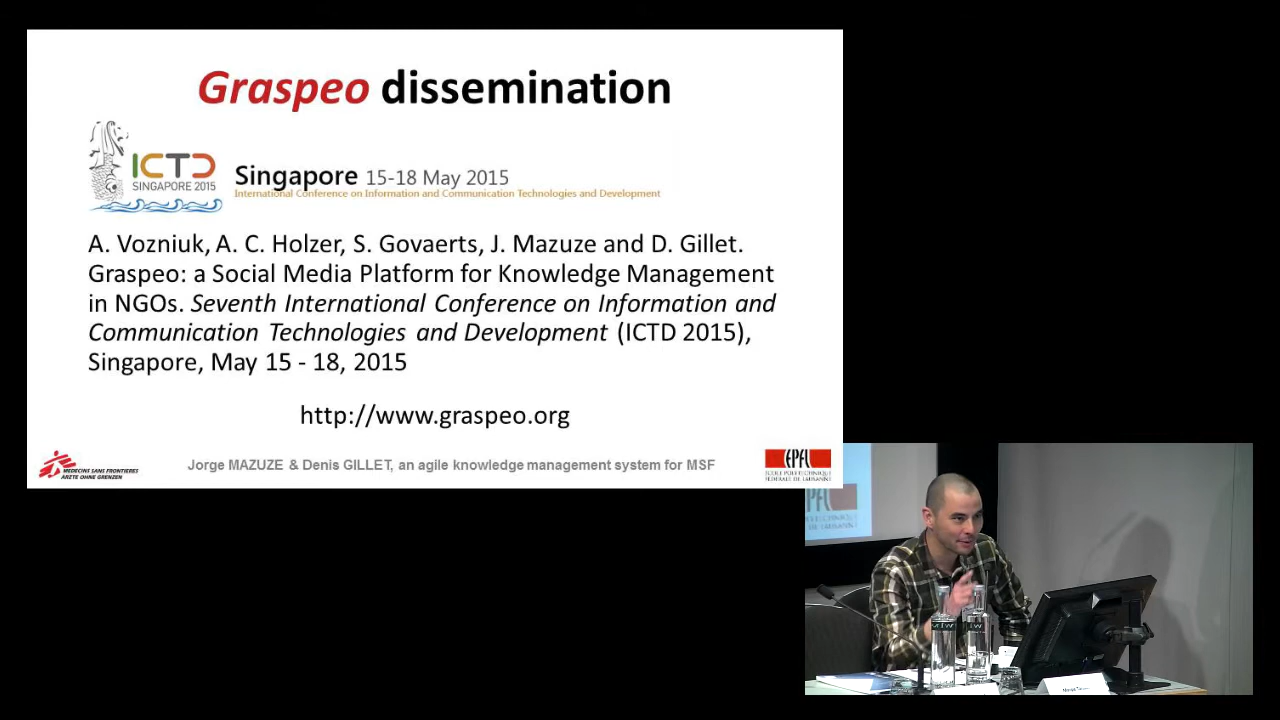 Graspeo dissemination
ICTD
SINGAPORE 2015
Singapore 15-18 May 2015
International Conference on Information and Communication Technologies and Development
A. Vozniuk, A. C. Holzer, S. Govaerts, J. Mazuze and D. Gillet.
Graspeo: a Social Media Platform for Knowledge Management
in NGOs. Seventh International Conference on Information and
Communication Technologies and Development (ICTD 2015),
Singapore, May 15 - 18, 2015
http://www.graspeo.org
MEDECINS SANS FRONTIERES
ARZTE OHNE GRENZEN
Jorge MAZUZE & Denis GILLET, an agile knowledge management system for MSF
EPFL
ECOLE POLYTECHNIQUE
FEDERALE DE LAUSANNE